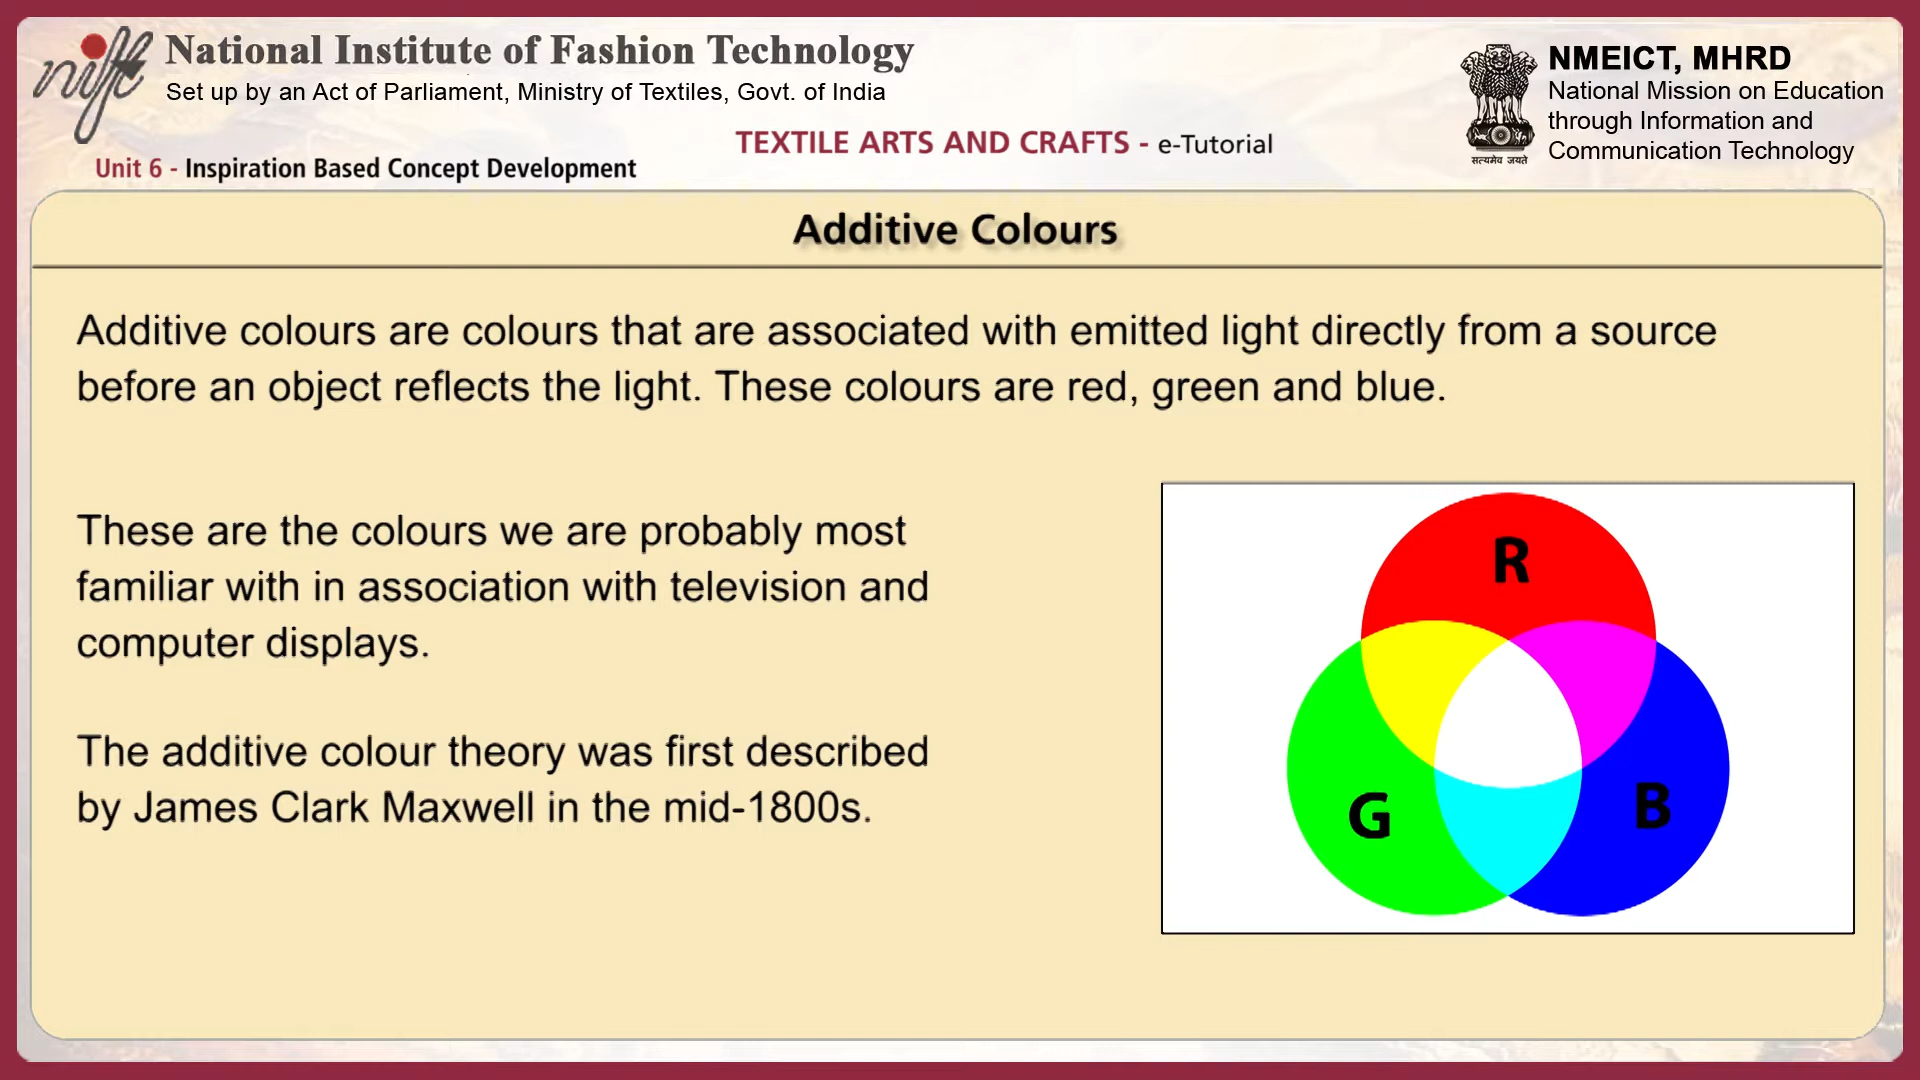 nift
National Institute of Fashion Technology
Set up by an Act of Parliament, Ministry of Textiles, Govt. of India
NMEICT, MHRD
National Mission on Education
through Information and
Communication Technology
सत्यमेव जयते
TEXTILE ARTS AND CRAFTS - e-Tutorial
Unit 6 - Inspiration Based Concept Development
Additive Colours
Additive colours are colours that are associated with emitted light directly from a source
before an object reflects the light. These colours are red, green and blue.
These are the colours we are probably most
familiar with in association with television and
computer displays.
The additive colour theory was first described
by James Clark Maxwell in the mid-1800s.
R
G
B